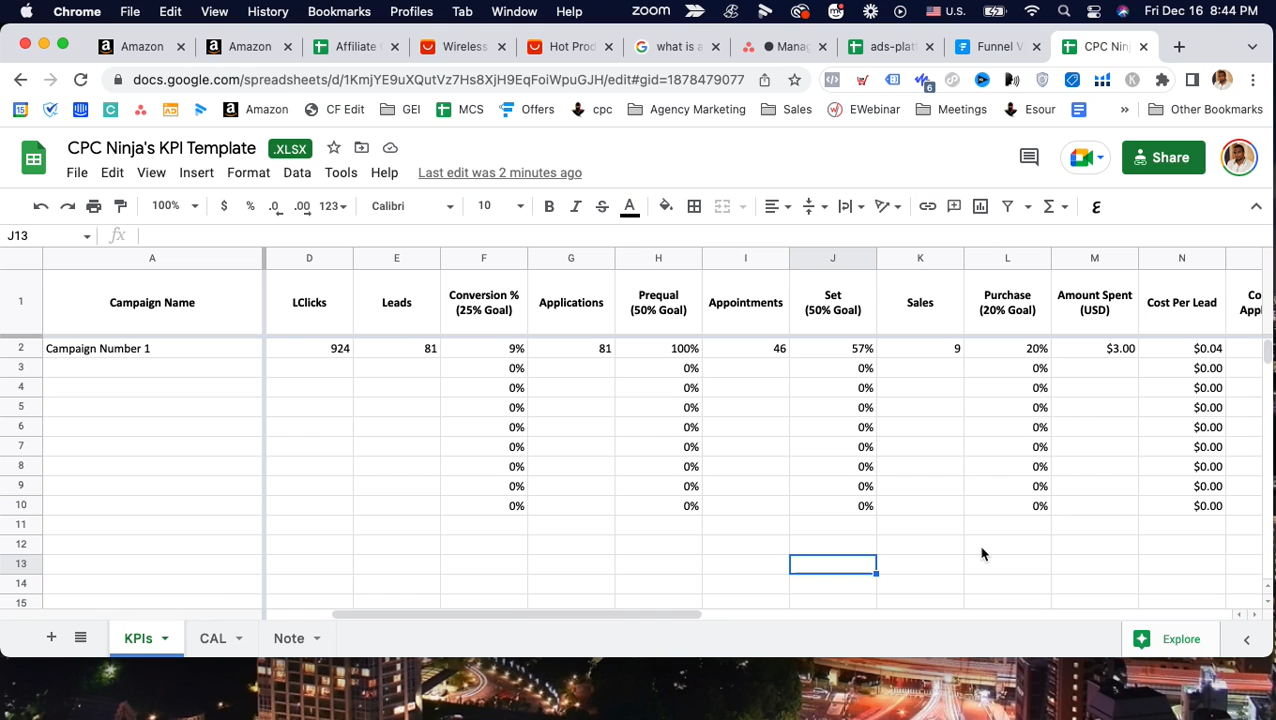 Chrome File Edit View History Bookmarks Profiles Tab Window Help zoom U.S. Fri Dec 16 8:44 PM
Amazon Amazon Affiliate Wireless Hot Prod what is a Manag ads-platf Funnel V CPC Nin
docs.google.com/spreadsheets/d/1KmjYE9uXQutVz7Hs8XjH9EqFoiWpuGJH/edit#gid=1878479077 6
15 Amazon CF Edit GEI MCS Offers cpc Agency Marketing Sales EWebinar Meetings Esour » Other Bookmarks
CPC Ninja's KPI Template .XLSX
File Edit View Insert Format Data Tools Help Last edit was 2 minutes ago Share
100% $ % .0 .00 123 Calibri 10 B I S A Σ ε
J13 fx
A D E F G H I J K L M N
1 Campaign Name LClicks Leads Conversion % (25% Goal) Applications Prequal (50% Goal) Appointments Set (50% Goal) Sales Purchase (20% Goal) Amount Spent (USD) Cost Per Lead Co Appl
2 Campaign Number 1 924 81 9% 81 100% 46 57% 9 20% $3.00 $0.04
3 0% 0% 0% 0% $0.00
4 0% 0% 0% 0% $0.00
5 0% 0% 0% 0% $0.00
6 0% 0% 0% 0% $0.00
7 0% 0% 0% 0% $0.00
8 0% 0% 0% 0% $0.00
9 0% 0% 0% 0% $0.00
10 0% 0% 0% 0% $0.00
11
12
13
14
15
+ KPIs CAL Note Explore